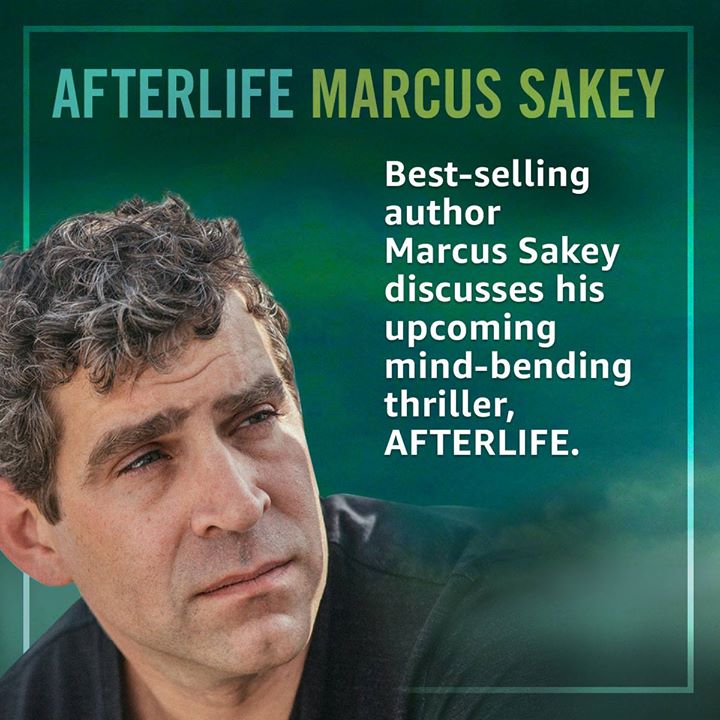 AFTERLIFE MARCUS SAKEY
Best-selling
author
Marcus Sakey
discusses his
upcoming
mind-bending
thriller,
AFTERLIFE.